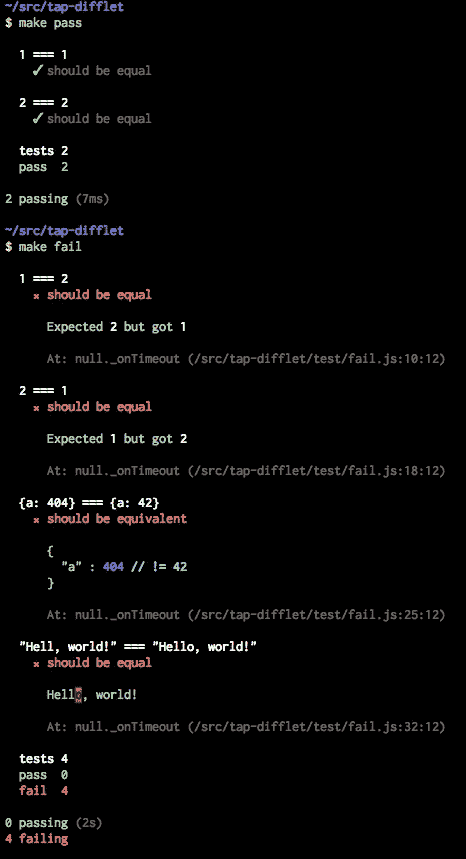 ~/src/tap-difflet
$ make pass
1 === 1
✓ should be equal
2 === 2
✓ should be equal
tests 2
pass  2
2 passing (7ms)
~/src/tap-difflet
$ make fail
1 === 2
× should be equal
Expected 2 but got 1
At: null._onTimeout (/src/tap-difflet/test/fail.js:10:12)
2 === 1
× should be equal
Expected 1 but got 2
At: null._onTimeout (/src/tap-difflet/test/fail.js:18:12)
{a: 404} === {a: 42}
× should be equivalent
{
"a" : 404 // != 42
}
At: null._onTimeout (/src/tap-difflet/test/fail.js:25:12)
"Hell, world!" === "Hello, world!"
× should be equal
Hello, world!
At: null._onTimeout (/src/tap-difflet/test/fail.js:32:12)
tests 4
pass  0
fail  4
0 passing (2s)
4 failing